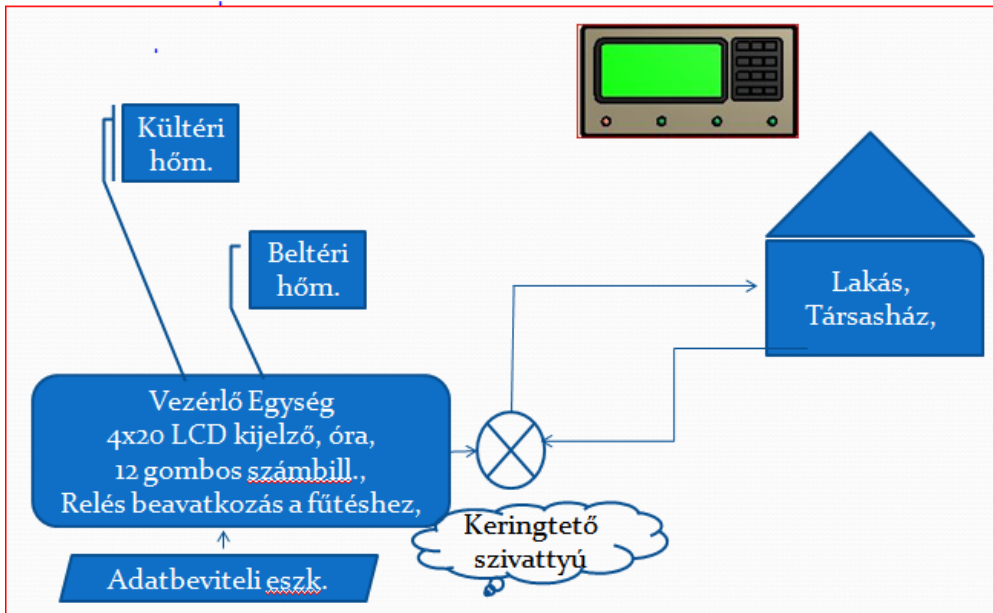 Kültéri
hőm.
Beltéri
hőm.
Lakás,
Társasház,
Vezérlő Egység
4x20 LCD kijelző, óra,
12 gombos számbill.,
Relés beavatkozás a fűtéshez,
Keringtető
szivattyú
Adatbeviteli eszk.